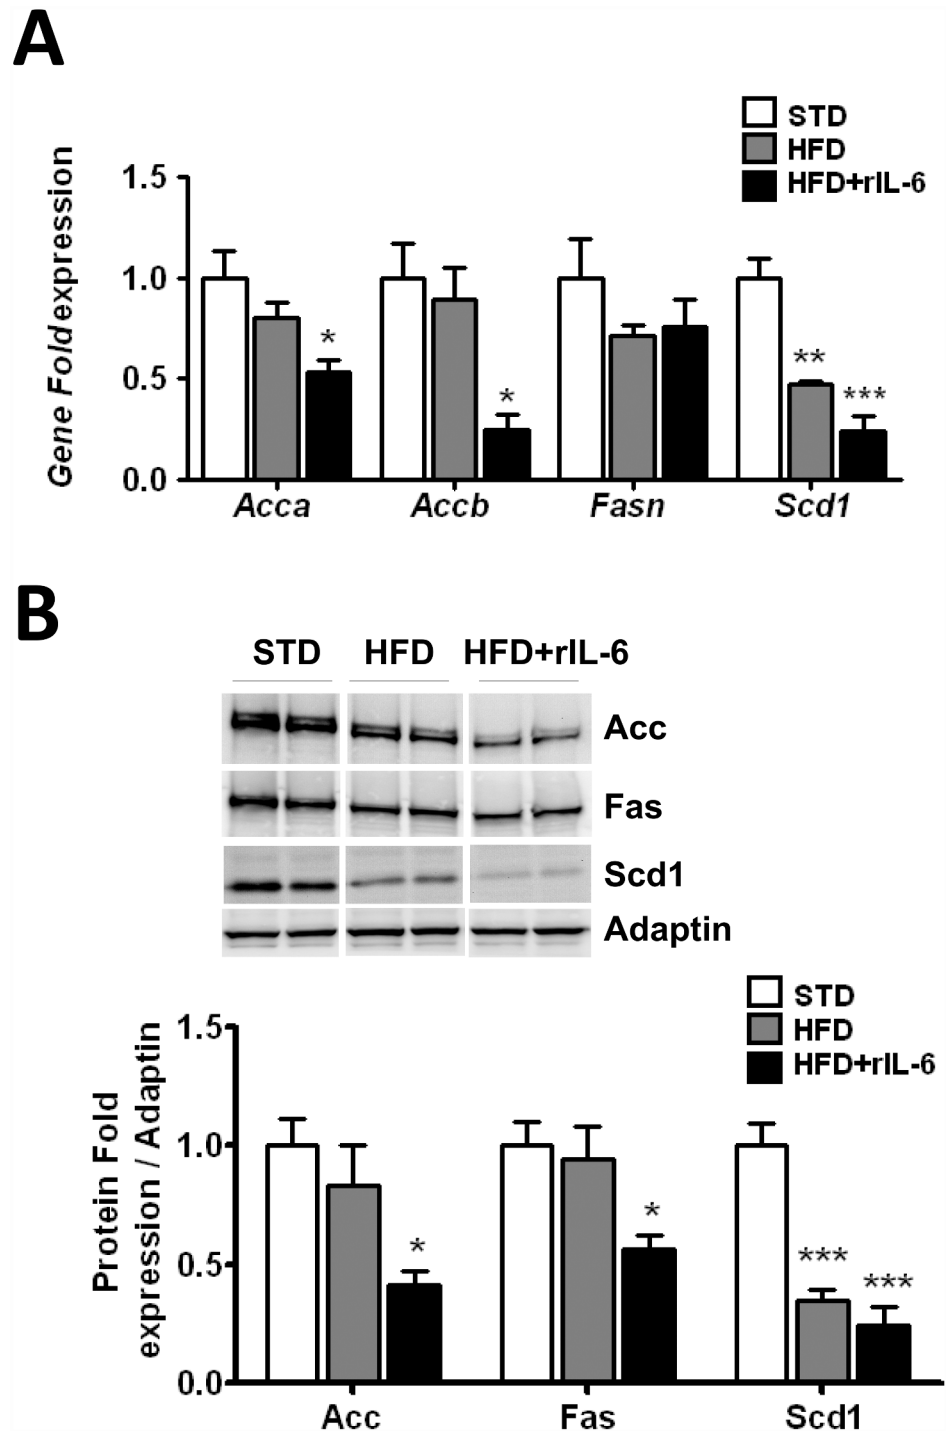 A
STD
HFD
HFD+rIL-6
Gene Fold expression
1.5
1.0
0.5
0.0
*
*
**
***
Acca Accb Fasn Scd1
B
STD HFD HFD+rIL-6
Acc
Fas
Scd1
Adaptin
STD
HFD
HFD+rIL-6
Protein Fold
expression / Adaptin
1.5
1.0
0.5
0.0
*
*
***
***
Acc Fas Scd1